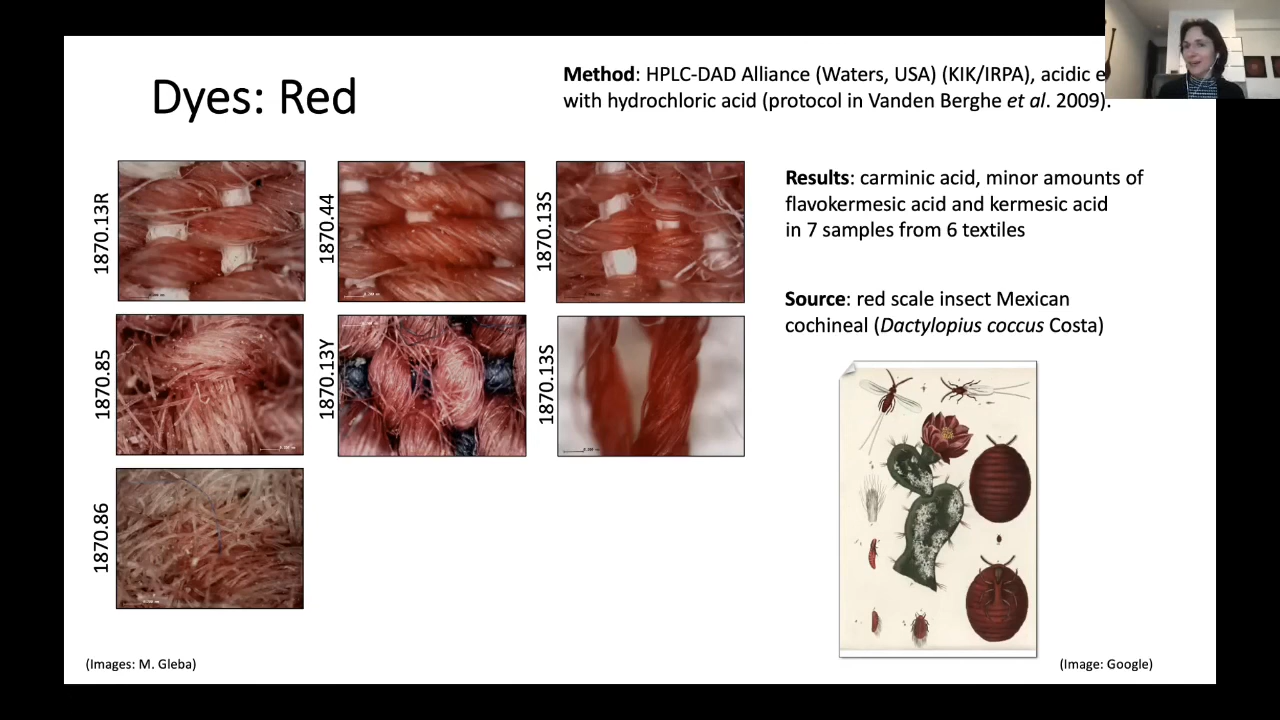 Dyes: Red
Method: HPLC-DAD Alliance (Waters, USA) (KIK/IRPA), acidic e
with hydrochloric acid (protocol in Vanden Berghe et al. 2009).
1870.13R
1870.44
1870.13S
1870.85
1870.13Y
1870.13S
1870.86
Results: carminic acid, minor amounts of
flavokermesic acid and kermesic acid
in 7 samples from 6 textiles
Source: red scale insect Mexican
cochineal (Dactylopius coccus Costa)
(Images: M. Gleba)
(Image: Google)